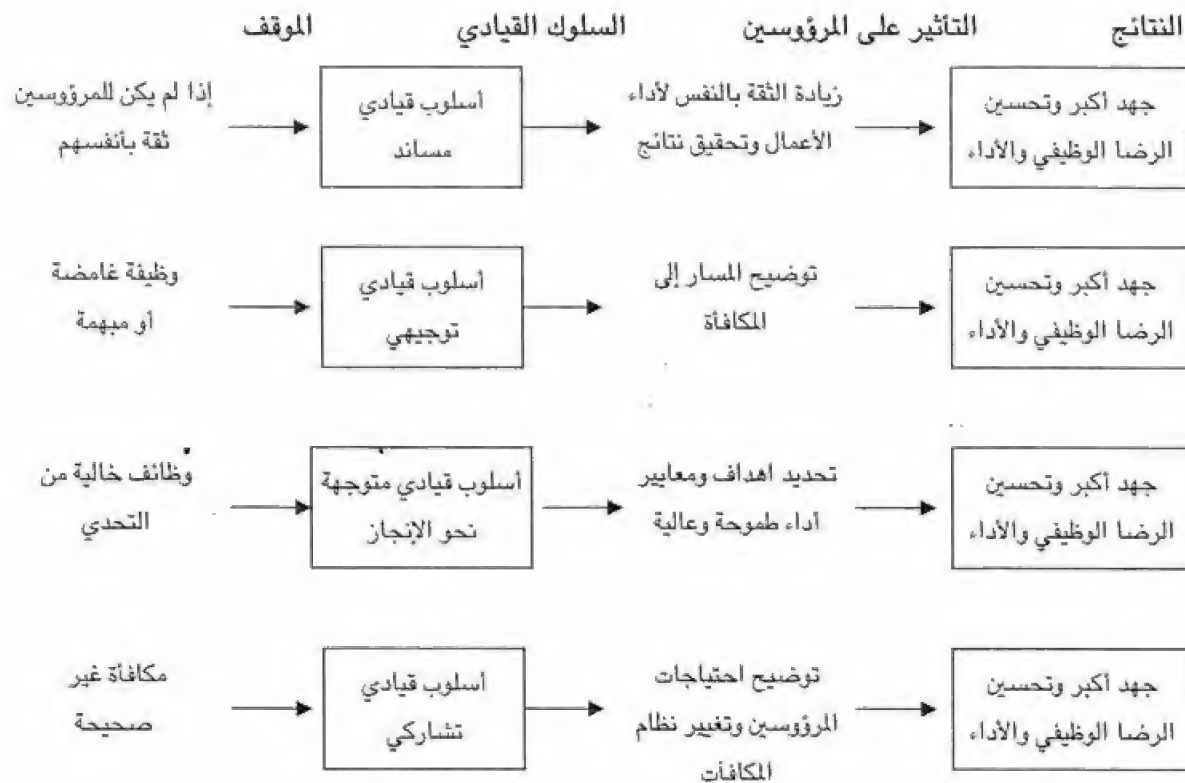 الموقف
السلوك القيادي
التأثير على المرؤوسين
النتائج
إذا لم يكن للمرؤوسين
ثقة بأنفسهم
أسلوب قيادي
مساند
زيادة الثقة بالنفس لأداء
الأعمال وتحقيق نتائج
جهد أكبر وتحسين
الرضا الوظيفي والأداء
وظيفة غامضة
أو مبهمة
أسلوب قيادي
توجيهي
توضيح المسار إلى
المكافأة
جهد أكبر وتحسين
الرضا الوظيفي والأداء
وظائف خالية من
التحدي
أسلوب قيادي متوجهة
نحو الإنجاز
تحديد اهداف ومعايير
أداء طموحة وعالية
جهد أكبر وتحسين
الرضا الوظيفي والأداء
مكافأة غير
صحيحة
أسلوب قيادي
تشاركي
توضيح احتياجات
المرؤوسين وتغيير نظام
المكافآت
جهد أكبر وتحسين
الرضا الوظيفي والأداء